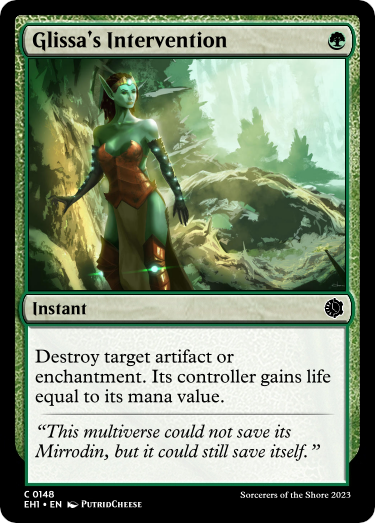 Glissa's Intervention
Instant
Destroy target artifact or
enchantment. Its controller gains life
equal to its mana value.
“This multiverse could not save its
Mirrodin, but it could still save itself.”
C 0148
EH1 • EN PutridCheese
Sorcerers of the Shore 2023